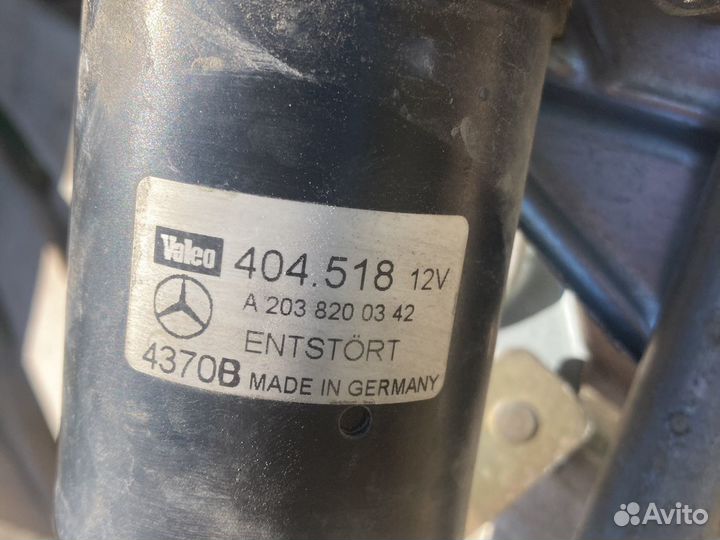 Valeo 404.518 12V
A 203 820 03 42
ENTSTÖRT
4370B MADE IN GERMANY
Avito